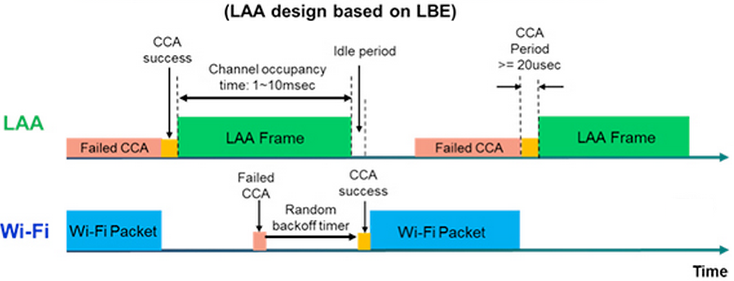 (LAA design based on LBE)
CCA
success
Channel occupancy
time: 1~10msec
Idle period
CCA
Period
>= 20usec
LAA
Failed CCA
LAA Frame
Failed CCA
LAA Frame
Failed
CCA
Random
backoff timer
CCA
success
Wi-Fi
Wi-Fi Packet
Wi-Fi Packet
Time